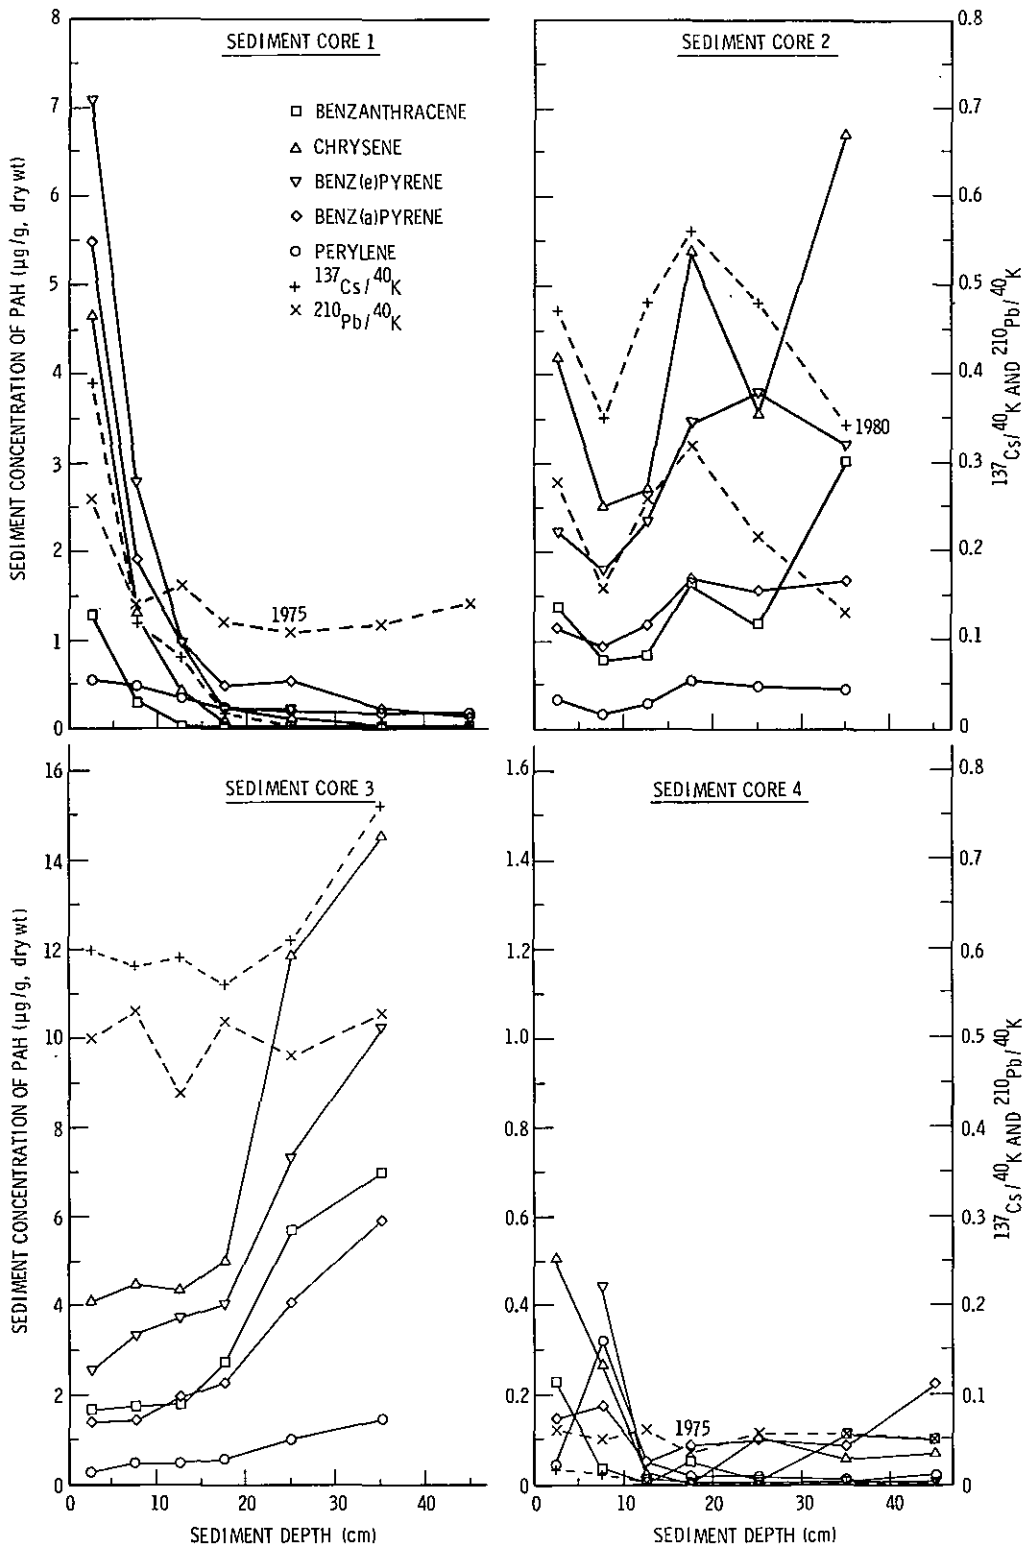 SEDIMENT CORE 1
8
7
6
5
4
3
2
1
0
SEDIMENT CONCENTRATION OF PAH (µg/g, dry wt)
BENZANTHRACENE
CHRYSENE
BENZ(e)PYRENE
BENZ(a)PYRENE
PERYLENE
137Cs/40K
210Pb/40K
1975
SEDIMENT CORE 2
0.8
0.7
0.6
0.5
0.4
0.3
0.2
0.1
0
137Cs/40K AND 210Pb/40K
1980
SEDIMENT CORE 3
16
14
12
10
8
6
4
2
0
SEDIMENT CONCENTRATION OF PAH (µg/g, dry wt)
0 10 20 30 40
SEDIMENT DEPTH (cm)
SEDIMENT CORE 4
1.6
1.4
1.2
1.0
0.8
0.6
0.4
0.2
0
1975
0.8
0.7
0.6
0.5
0.4
0.3
0.2
0.1
0
137Cs/40K AND 210Pb/40K
0 10 20 30 40
SEDIMENT DEPTH (cm)